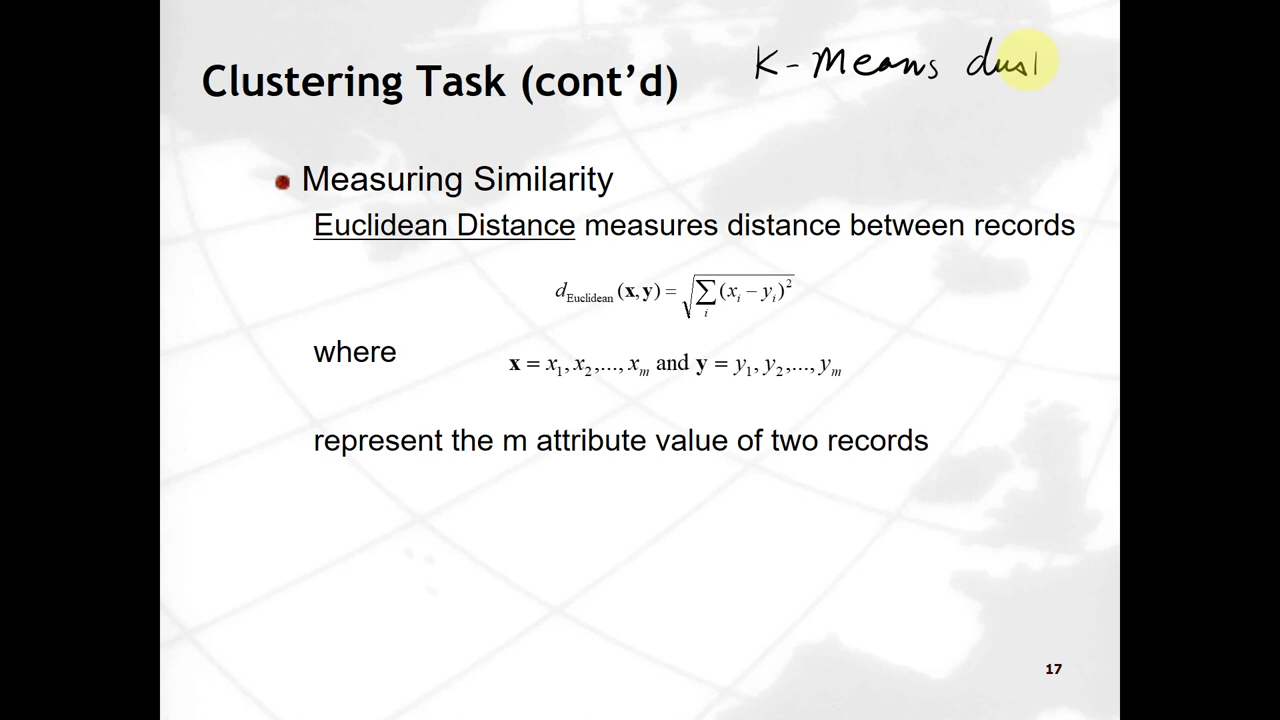 K-Means
Clustering Task (cont'd)
Measuring Similarity
Euclidean Distance measures distance between records
d_Euclidean (x, y) = √∑_i (x_i − y_i)²
where
x = x_1, x_2,..., x_m and y = y_1, y_2,..., y_m
represent the m attribute value of two records
17